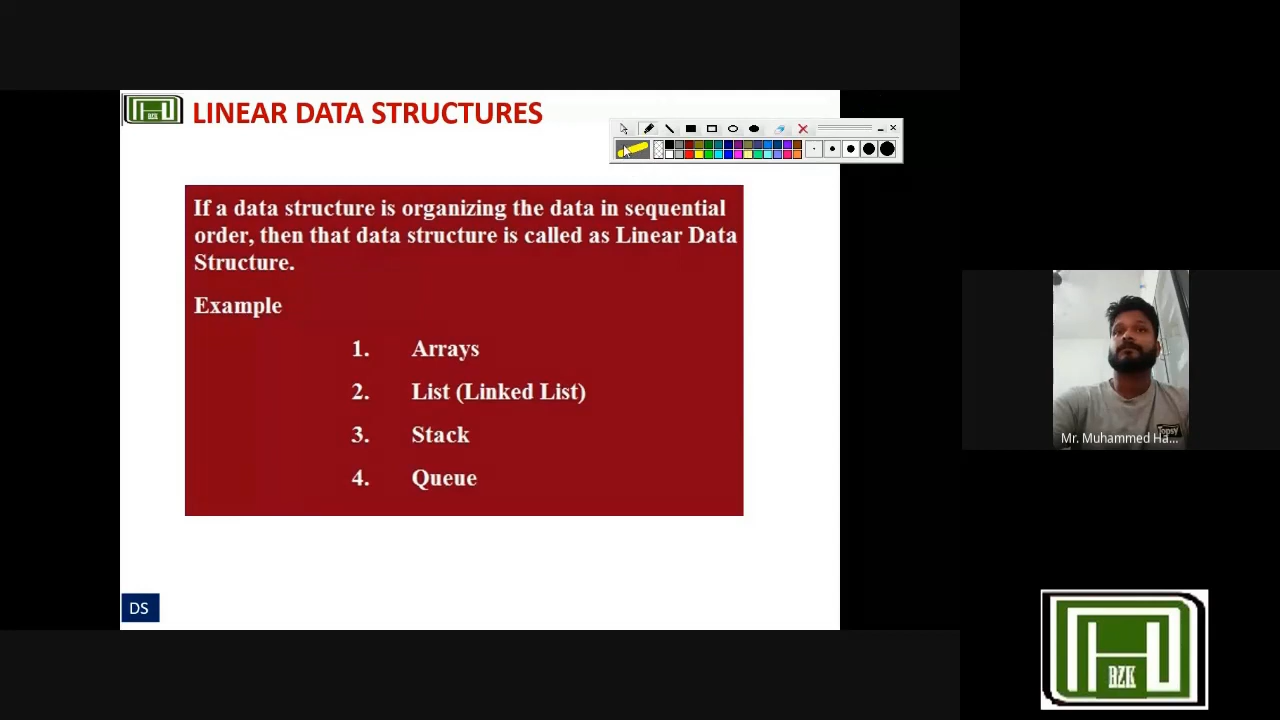 LINEAR DATA STRUCTURES
If a data structure is organizing the data in sequential
order, then that data structure is called as Linear Data
Structure.
Example
1. Arrays
2. List (Linked List)
3. Stack
4. Queue
DS
Topsy
Mr. Muhammed Ha...
BZK